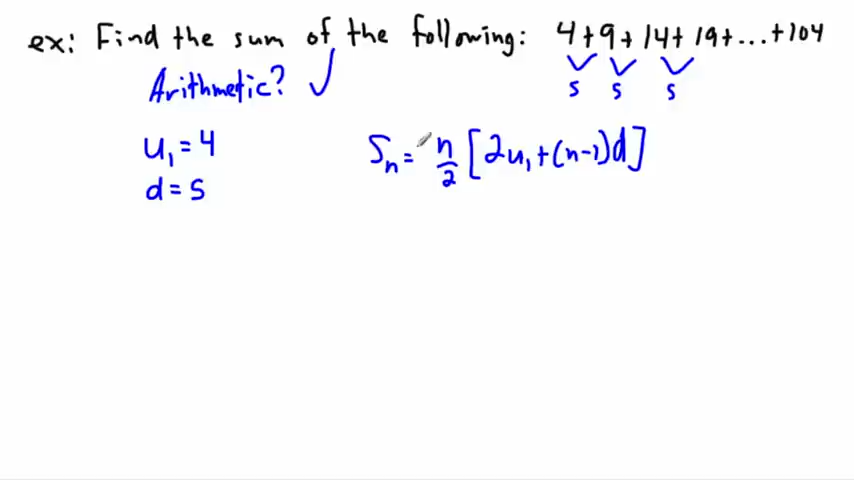 ex: Find the sum of the following: 4+9+14+19+...+104
Arithmetic? ✓
5 5 5
u₁=4
Sₙ= n/2 [2u₁+(n-1)d]
d=5